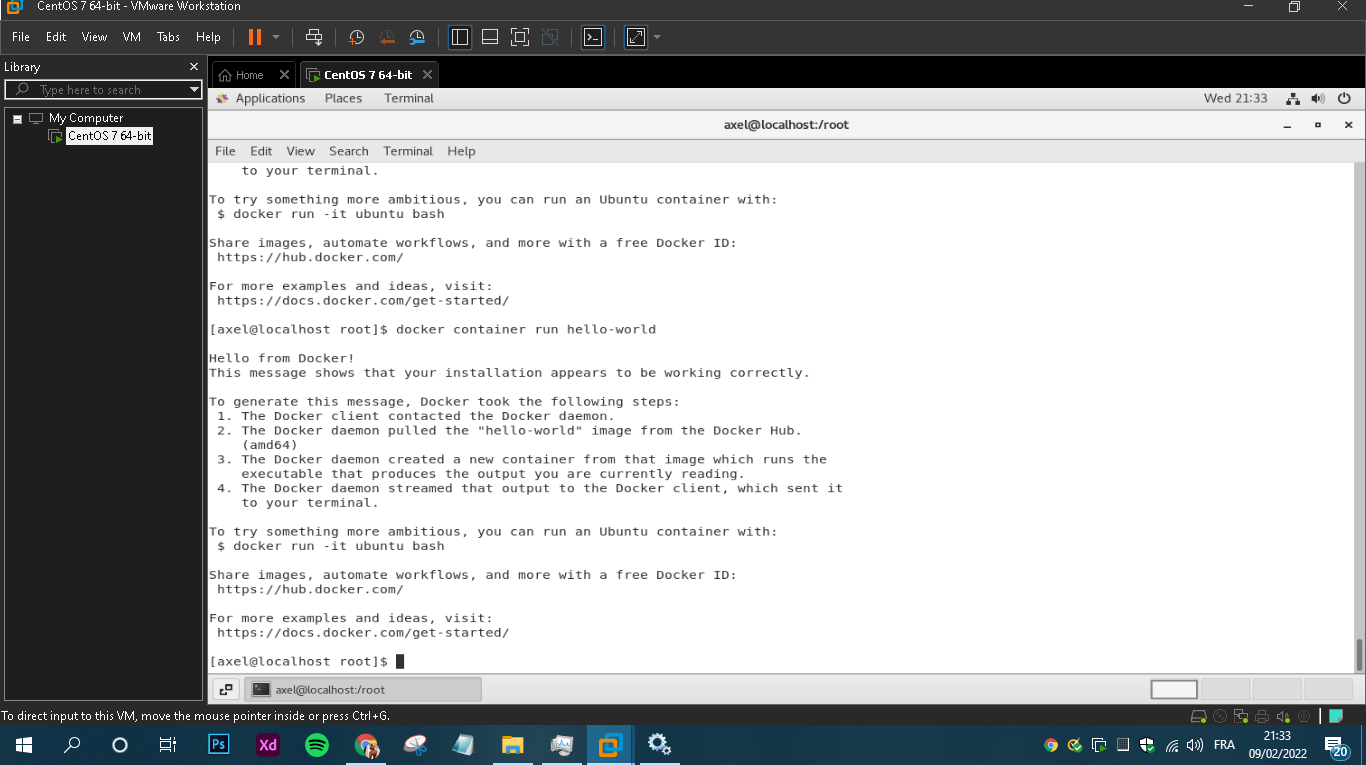 CentOS 7 64-bit - VMware Workstation
File Edit View VM Tabs Help
Library
Home CentOS 7 64-bit
Type here to search
Applications Places Terminal Wed 21:33
My Computer
CentOS 7 64-bit
axel@localhost:/root
File Edit View Search Terminal Help
to your terminal.
To try something more ambitious, you can run an Ubuntu container with:
$ docker run -it ubuntu bash
Share images, automate workflows, and more with a free Docker ID:
https://hub.docker.com/
For more examples and ideas, visit:
https://docs.docker.com/get-started/
[axel@localhost root]$ docker container run hello-world
Hello from Docker!
This message shows that your installation appears to be working correctly.
To generate this message, Docker took the following steps:
1. The Docker client contacted the Docker daemon.
2. The Docker daemon pulled the "hello-world" image from the Docker Hub.
(amd64)
3. The Docker daemon created a new container from that image which runs the
executable that produces the output you are currently reading.
4. The Docker daemon streamed that output to the Docker client, which sent it
to your terminal.
To try something more ambitious, you can run an Ubuntu container with:
$ docker run -it ubuntu bash
Share images, automate workflows, and more with a free Docker ID:
https://hub.docker.com/
For more examples and ideas, visit:
https://docs.docker.com/get-started/
[axel@localhost root]$
axel@localhost:/root
To direct input to this VM, move the mouse pointer inside or press Ctrl+G.
Ps Xd FRA 21:33
09/02/2022 20